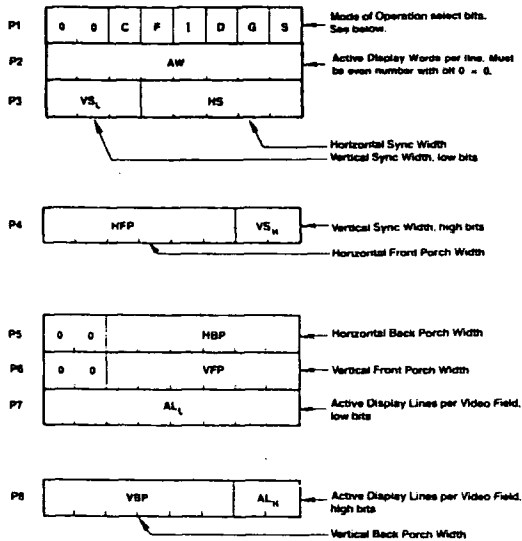 P1 0 0 C F I D G S Mode of Operation select bits.
See below.
P2 AW Active Display Words per line. Must
be even number with bit 0 = 0.
P3 VSL HS
Horizontal Sync Width
Vertical Sync Width, low bits
P4 HFP VSH Vertical Sync Width, high bits
Horizontal Front Porch Width
P5 0 0 HBP Horizontal Back Porch Width
P6 0 0 VFP Vertical Front Porch Width
P7 ALL Active Display Lines per Video Field,
low bits
P8 VBP ALH Active Display Lines per Video Field,
high bits
Vertical Back Porch Width